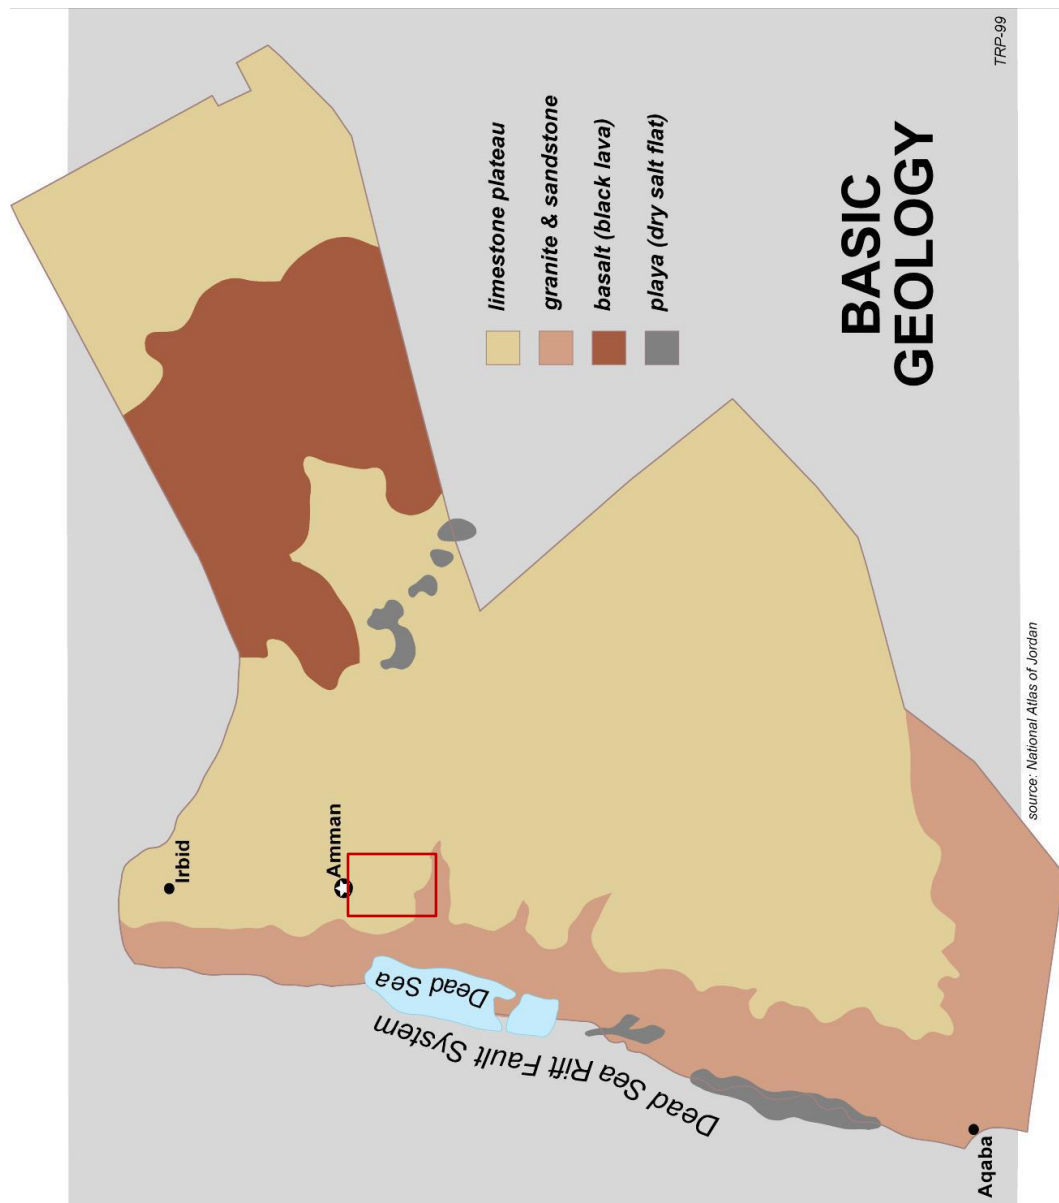 BASIC
GEOLOGY
limestone plateau
granite & sandstone
basalt (black lava)
playa (dry salt flat)
Irbid
Amman
Dead Sea
Dead Sea Rift Fault System
Aqaba
source: National Atlas of Jordan
TRP-99